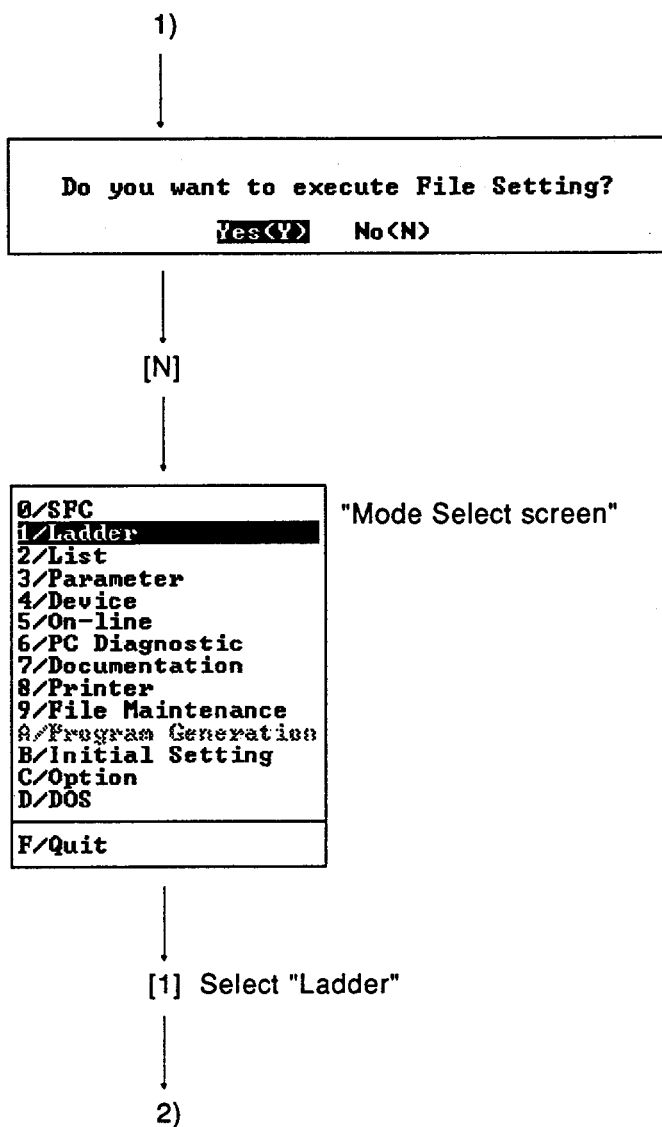 1)
Do you want to execute File Setting?
Yes(Y) No(N)
[N]
0/SFC
"Mode Select screen"
1/Ladder
2/List
3/Parameter
4/Device
5/On-line
6/PC Diagnostic
7/Documentation
8/Printer
9/File Maintenance
A/Program Generation
B/Initial Setting
C/Option
D/DOS
F/Quit
[1] Select "Ladder"
2)